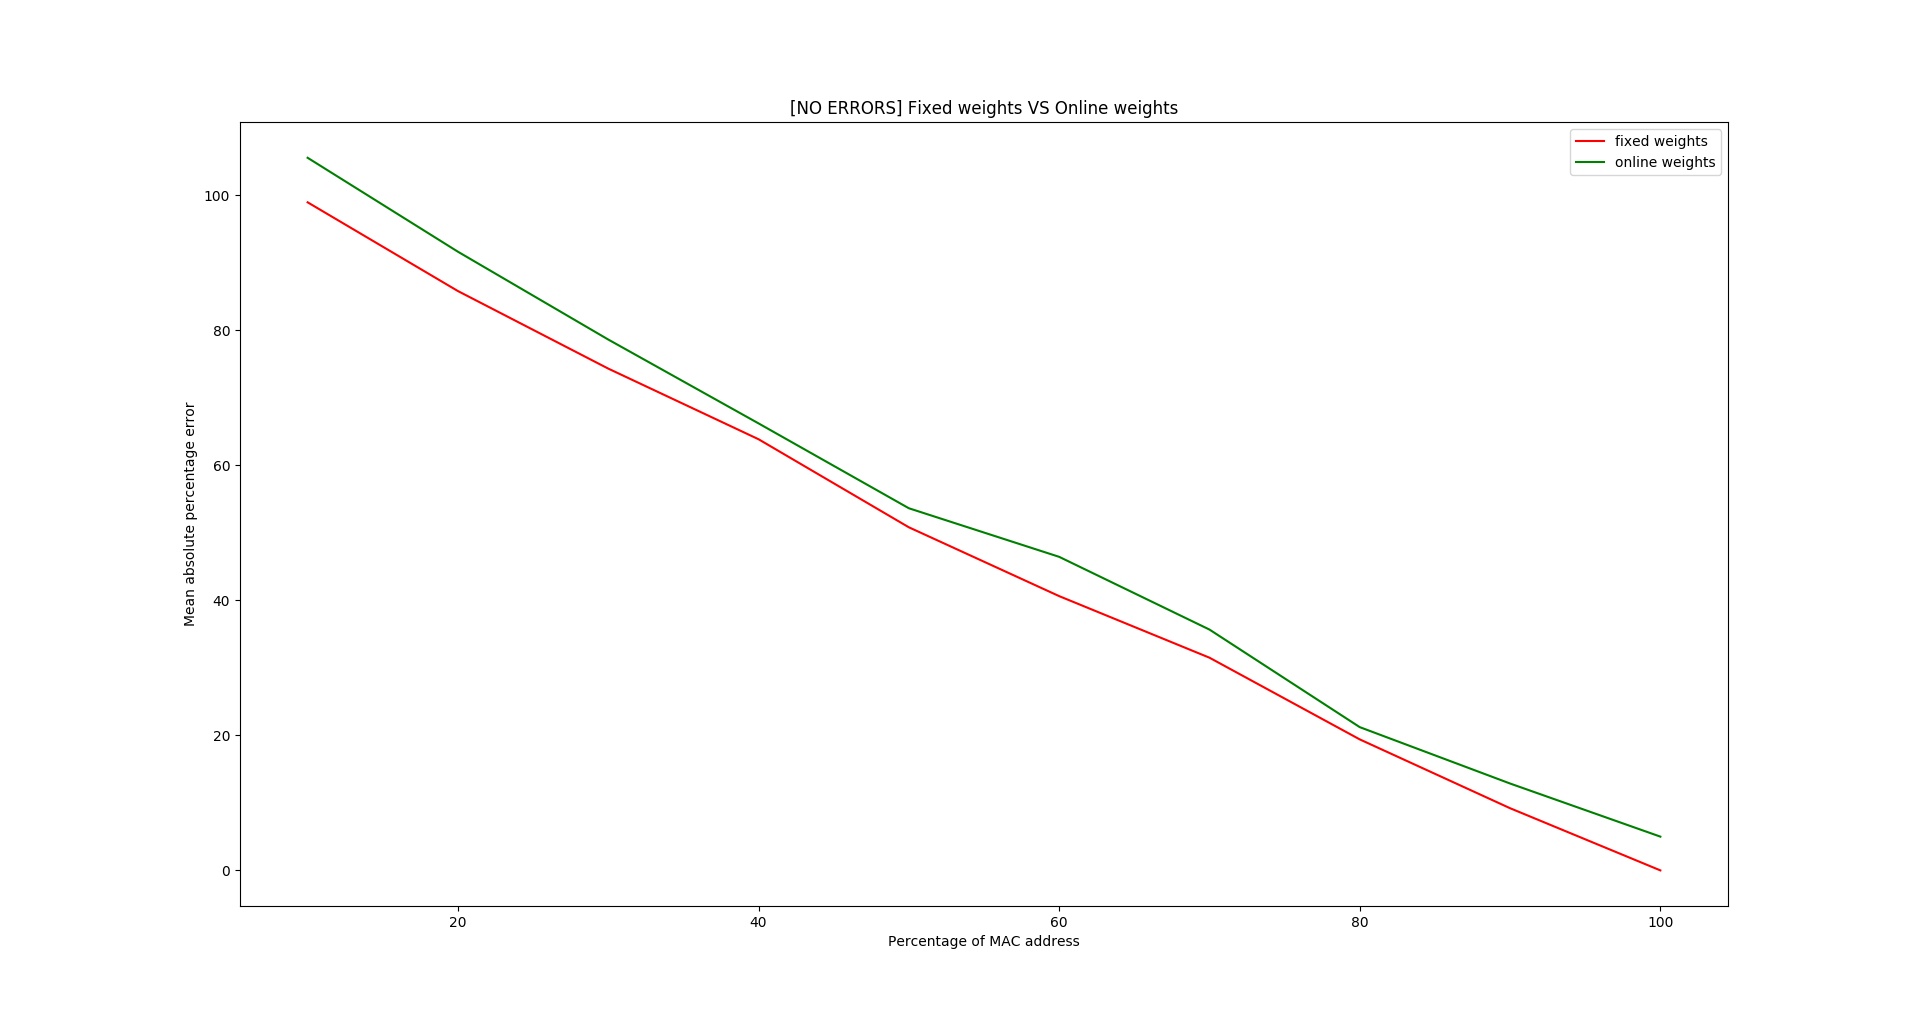 [NO ERRORS] Fixed weights VS Online weights
fixed weights
online weights
100
80
60
40
20
0
Mean absolute percentage error
20 40 60 80 100
Percentage of MAC address